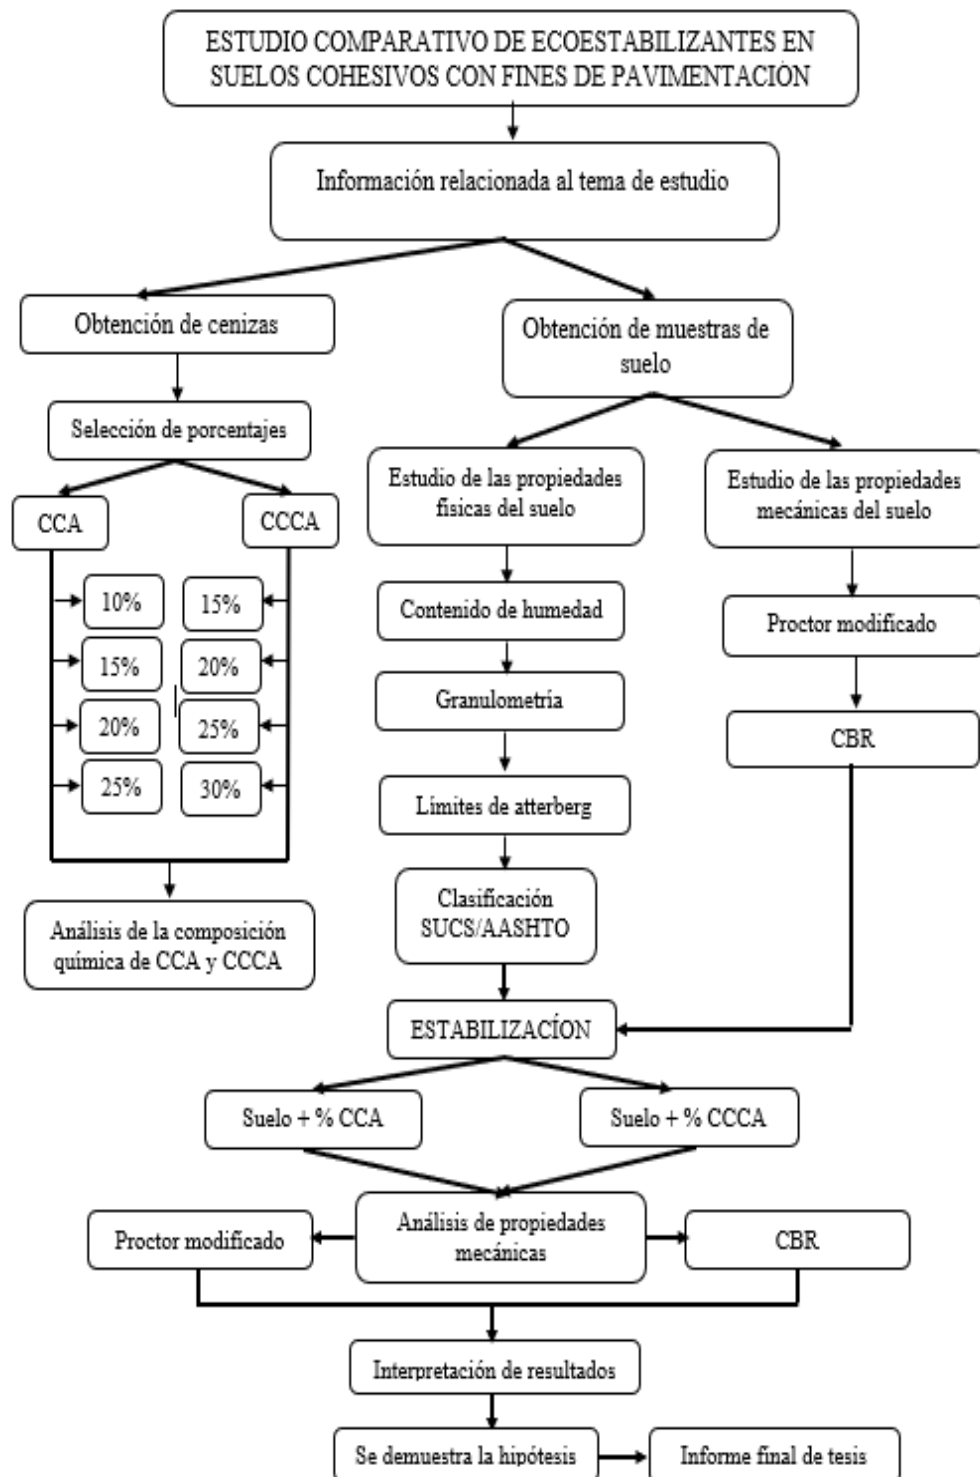 ESTUDIO COMPARATIVO DE ECOESTABILIZANTES EN
SUELOS COHESIVOS CON FINES DE PAVIMENTACIÓN
Información relacionada al tema de estudio
Obtención de cenizas
Obtención de muestras de
suelo
Selección de porcentajes
CCA
CCCA
10%
15%
20%
25%
15%
20%
25%
30%
Análisis de la composición
química de CCA y CCCA
Estudio de las propiedades
físicas del suelo
Estudio de las propiedades
mecánicas del suelo
Contenido de humedad
Granulometría
Límites de atterberg
Clasificación
SUCS/AASHTO
Proctor modificado
CBR
ESTABILIZACÍON
Suelo + % CCA
Suelo + % CCCA
Análisis de propiedades
mecánicas
Proctor modificado
CBR
Interpretación de resultados
Se demuestra la hipótesis
Informe final de tesis